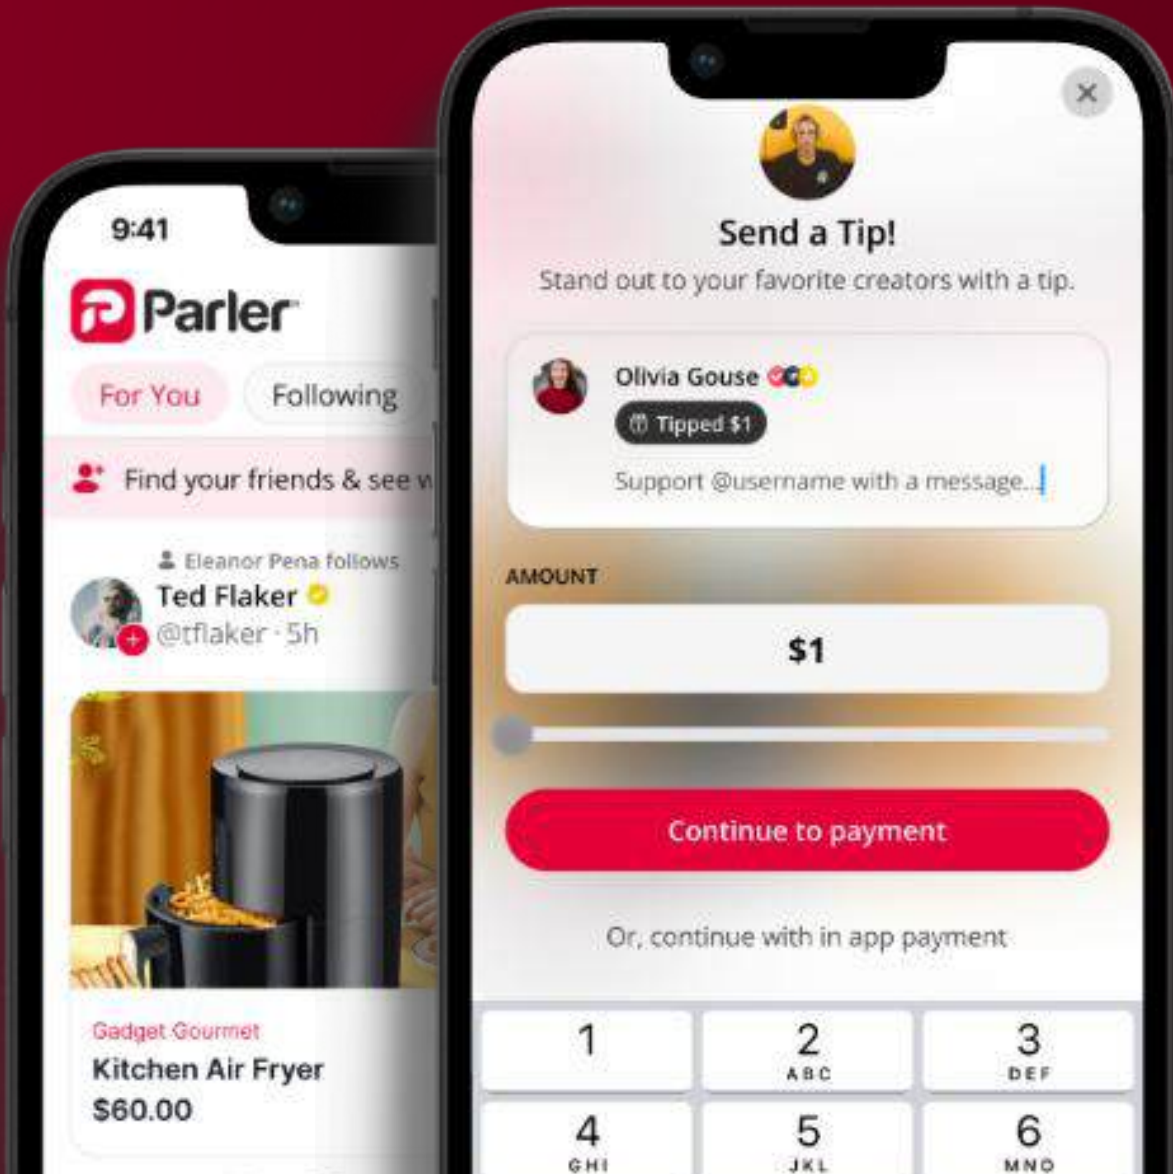 9:41
Parler
For You
Following
Find your friends & see w
Eleanor Pena follows
Ted Flaker
@tflaker · 5h
Gadget Gourmet
Kitchen Air Fryer
$60.00
Send a Tip!
Stand out to your favorite creators with a tip.
Olivia Gouse
Tipped $1
Support @username with a message...
AMOUNT
$1
Continue to payment
Or, continue with in app payment
1
2
ABC
3
DEF
4
GHI
5
JKL
6
MNO